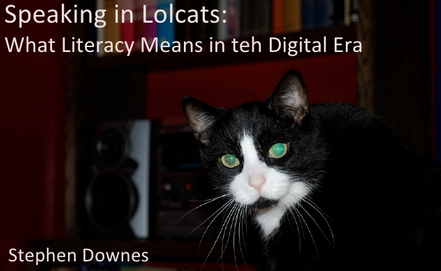 Speaking in Lolcats:
What Literacy Means in teh Digital Era
Stephen Downes